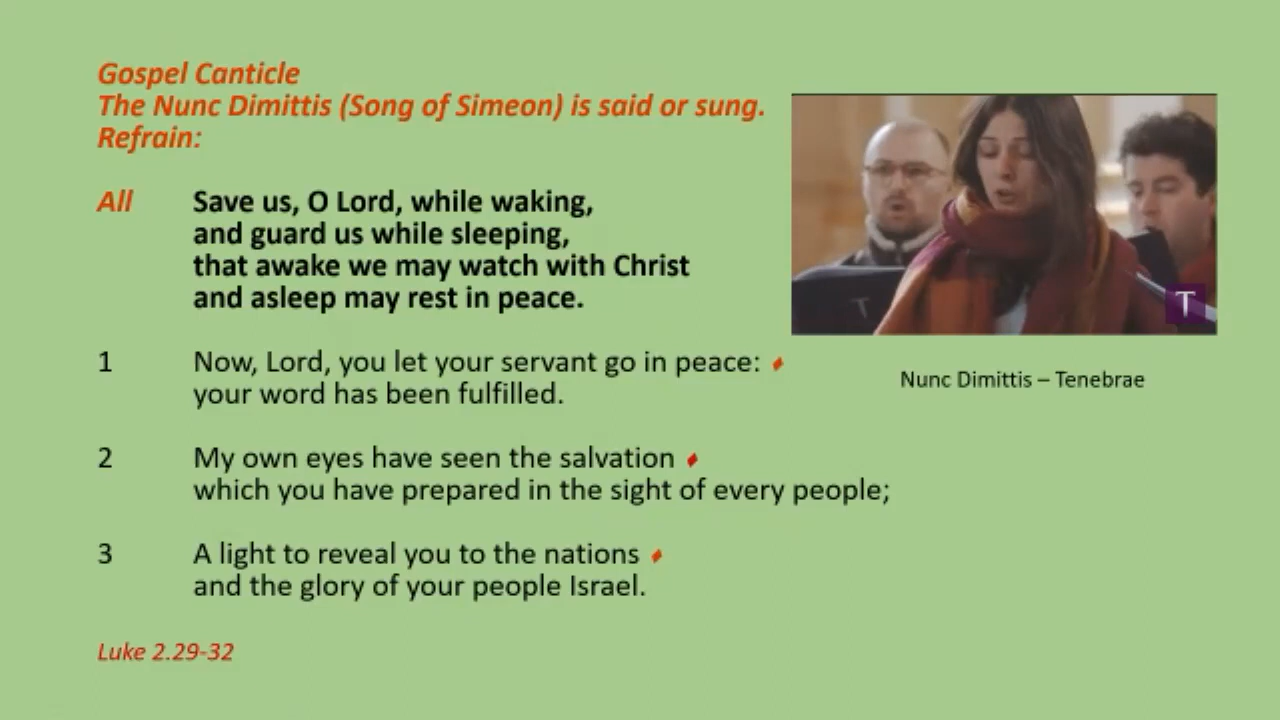 Gospel Canticle
The Nunc Dimittis (Song of Simeon) is said or sung.
Refrain:
All Save us, O Lord, while waking,
and guard us while sleeping,
that awake we may watch with Christ
and asleep may rest in peace.
1 Now, Lord, you let your servant go in peace: ♦
your word has been fulfilled.
2 My own eyes have seen the salvation ♦
which you have prepared in the sight of every people;
3 A light to reveal you to the nations ♦
and the glory of your people Israel.
Luke 2.29-32
T
Nunc Dimittis – Tenebrae